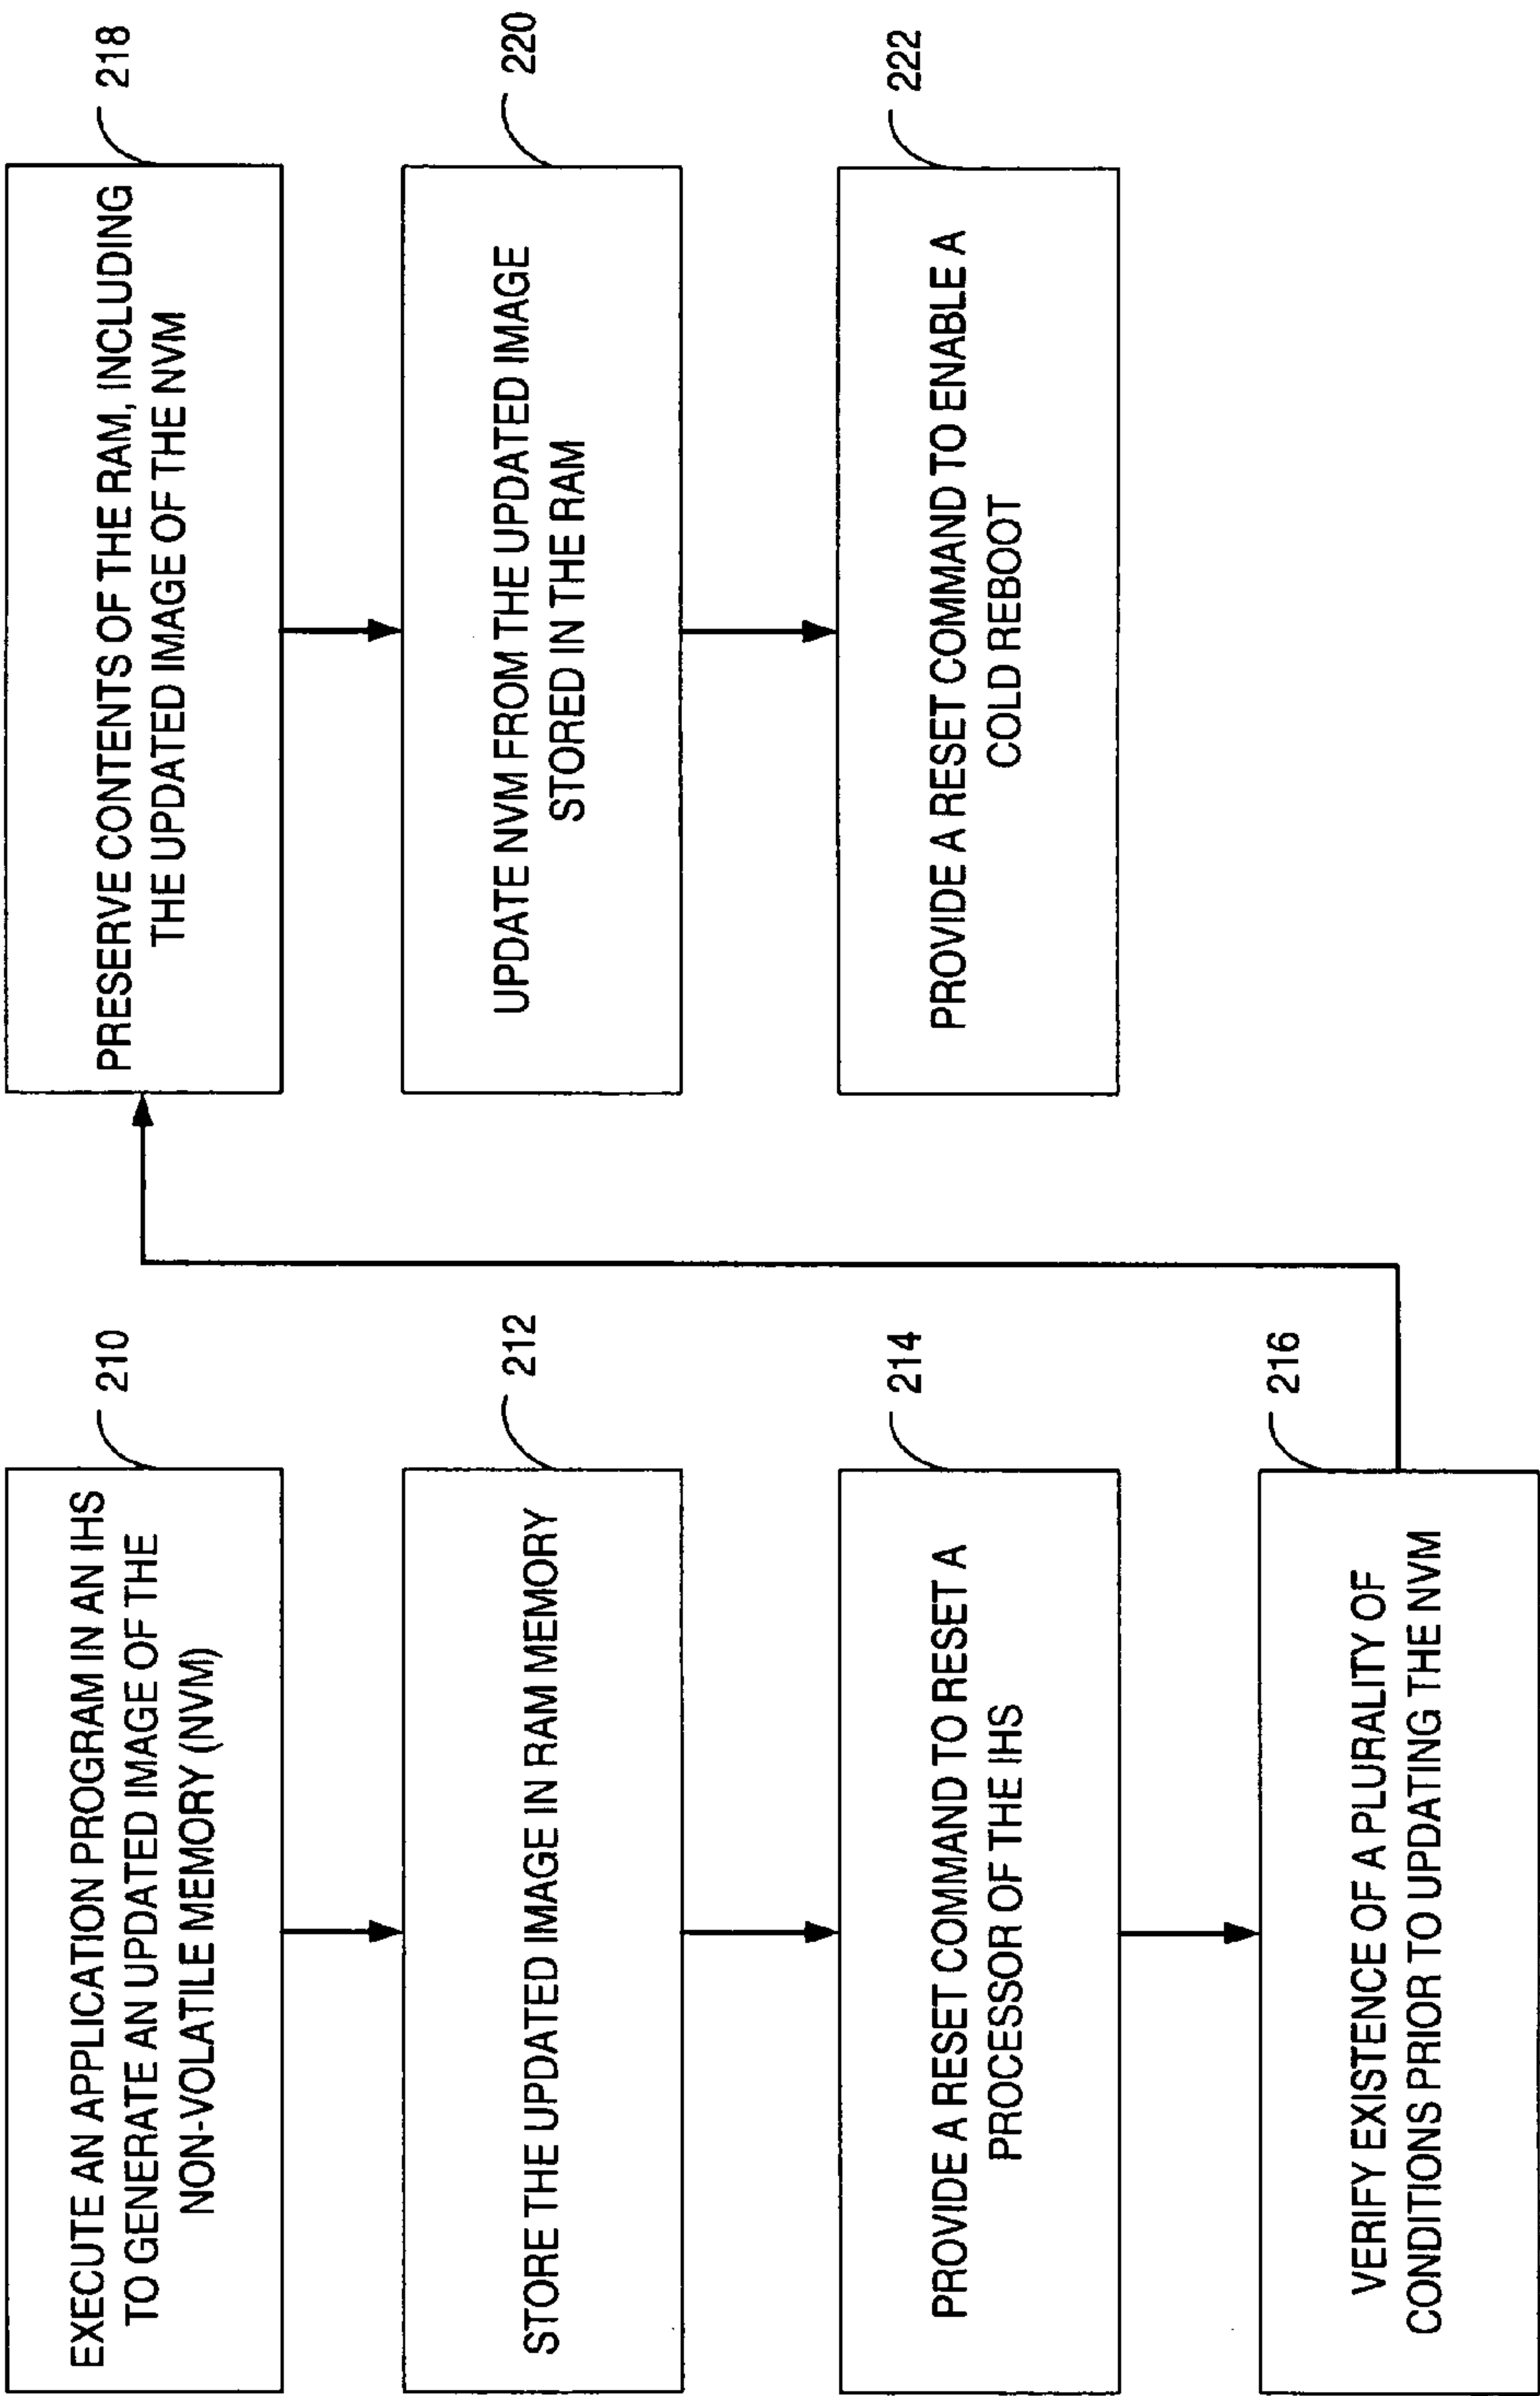 EXECUTE AN APPLICATION PROGRAM IN AN IHS
TO GENERATE AN UPDATED IMAGE OF THE
NON-VOLATILE MEMORY (NVM)
210
STORE THE UPDATED IMAGE IN RAM MEMORY
212
PROVIDE A RESET COMMAND TO RESET A
PROCESSOR OF THE IHS
214
VERIFY EXISTENCE OF A PLURALITY OF
CONDITIONS PRIOR TO UPDATING THE NVM
216
PRESERVE CONTENTS OF THE RAM, INCLUDING
THE UPDATED IMAGE OF THE NVM
218
UPDATE NVM FROM THE UPDATED IMAGE
STORED IN THE RAM
220
PROVIDE A RESET COMMAND TO ENABLE A
COLD REBOOT
222